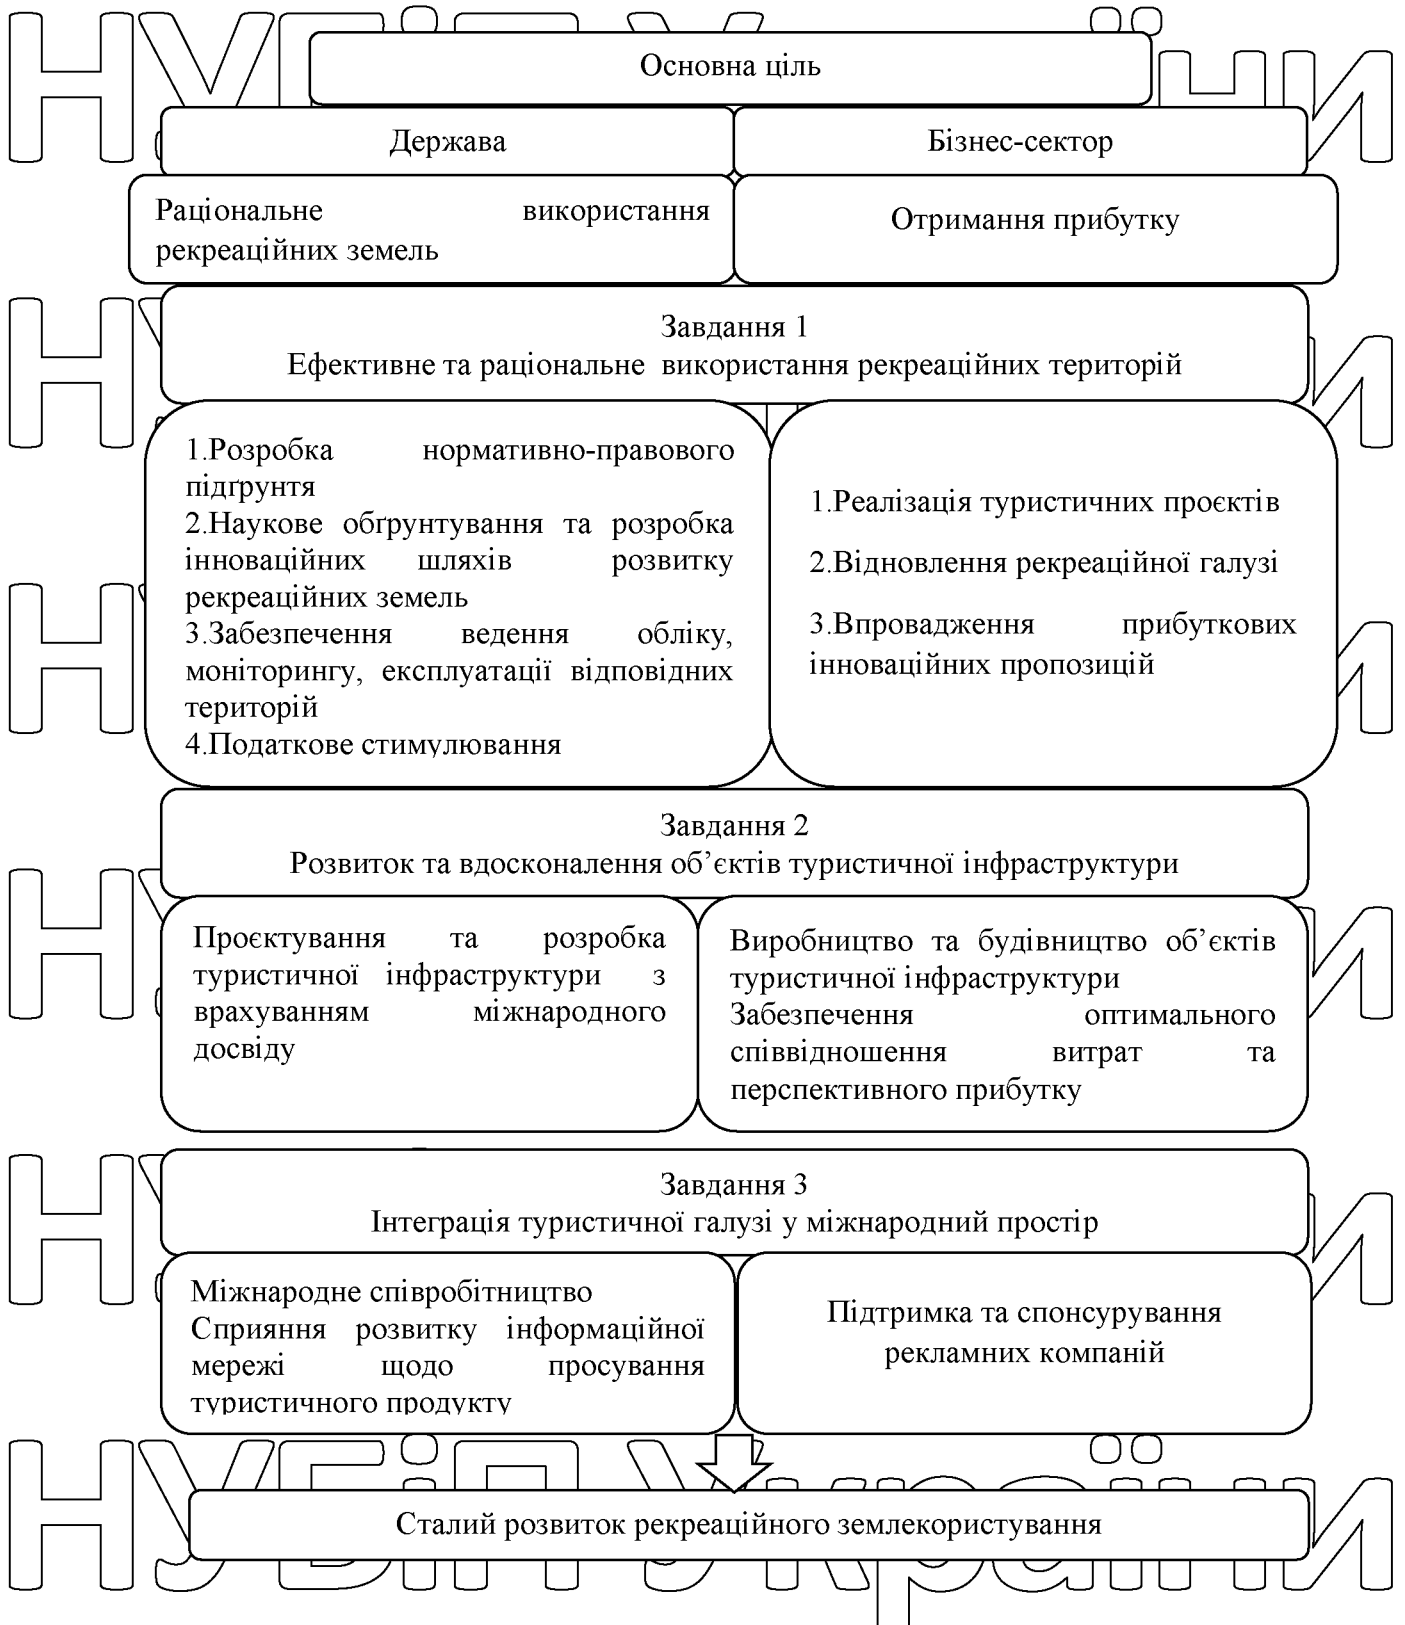 Основна ціль
Держава
Бізнес-сектор
Раціональне використання
рекреаційних земель
Отримання прибутку
Завдання 1
Ефективне та раціональне використання рекреаційних територій
1.Розробка нормативно-правового
підґрунтя
2.Наукове обґрунтування та розробка
інноваційних шляхів розвитку
рекреаційних земель
3.Забезпечення ведення обліку,
моніторингу, експлуатації відповідних
територій
4.Податкове стимулювання
1.Реалізація туристичних проєктів
2.Відновлення рекреаційної галузі
3.Впровадження прибуткових
інноваційних пропозицій
Завдання 2
Розвиток та вдосконалення об’єктів туристичної інфраструктури
Проєктування та розробка
туристичної інфраструктури з
врахуванням міжнародного
досвіду
Виробництво та будівництво об’єктів
туристичної інфраструктури
Забезпечення оптимального
співвідношення витрат та
перспективного прибутку
Завдання 3
Інтеграція туристичної галузі у міжнародний простір
Міжнародне співробітництво
Сприяння розвитку інформаційної
мережі щодо просування
туристичного продукту
Підтримка та спонсурування
рекламних компаній
НУБіП України
Сталий розвиток рекреаційного землекористування